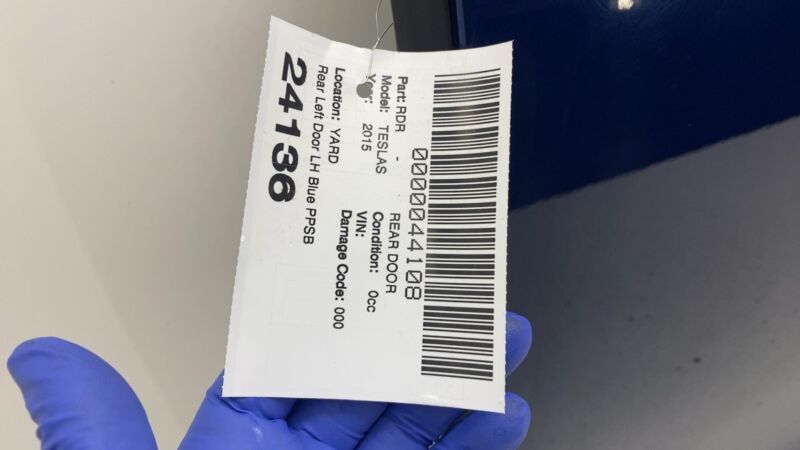 0000044108
Part: RDR - REAR DOOR
Model: TESLAS Condition: 0cc
Year: 2015 VIN:
Damage Code: 000
Location: YARD
Rear Left Door LH Blue PPSB
24136